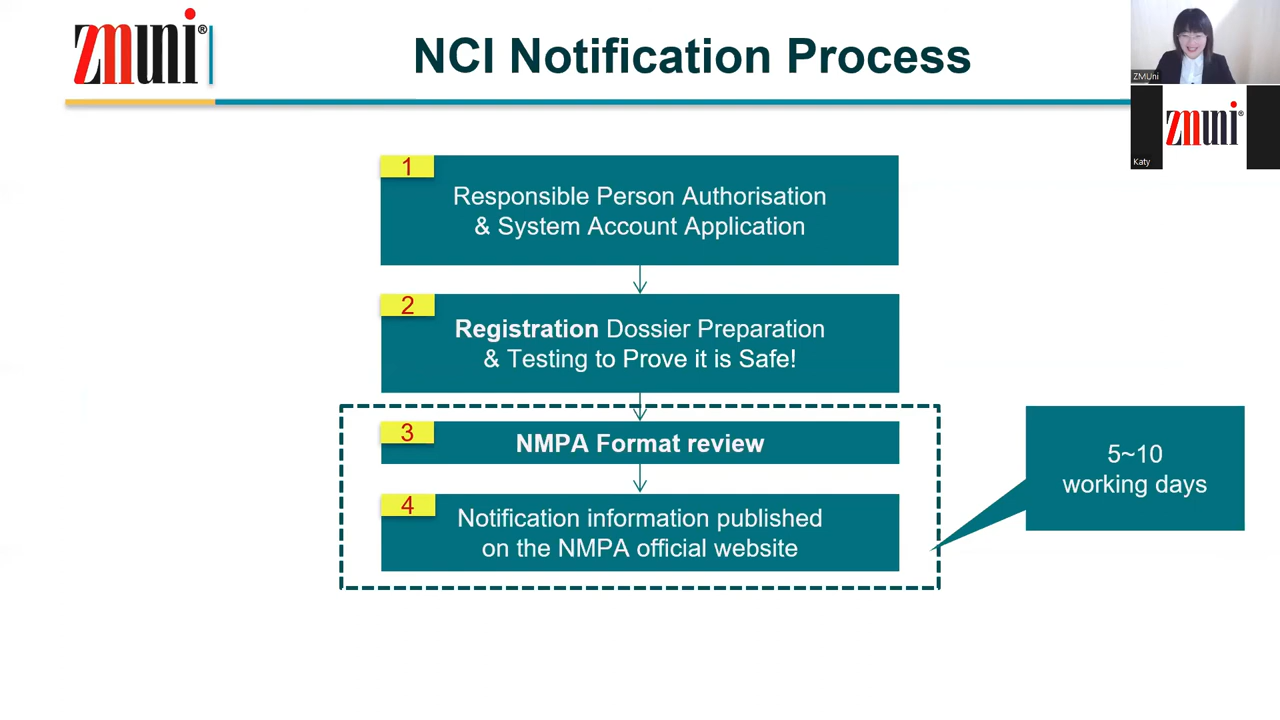 zmuni®
NCI Notification Process
ZMUni
zmuni®
Katy
1
Responsible Person Authorisation
& System Account Application
2
Registration Dossier Preparation
& Testing to Prove it is Safe!
3
NMPA Format review
4
Notification information published
on the NMPA official website
5~10
working days